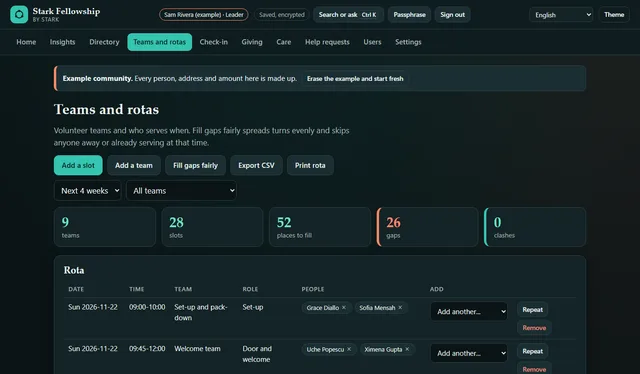 Stark Fellowship
BY STARK
Sam Rivera (example) · Leader
Saved, encrypted
Search or ask Ctrl K
Passphrase
Sign out
English
Theme
Home
Insights
Directory
Teams and rotas
Check-in
Giving
Care
Help requests
Users
Settings
Example community. Every person, address and amount here is made up.
Erase the example and start fresh
Teams and rotas
Volunteer teams and who serves when. Fill gaps fairly spreads turns evenly and skips
anyone away or already serving at that time.
Add a slot
Add a team
Fill gaps fairly
Export CSV
Print rota
Next 4 weeks
All teams
9
teams
28
slots
52
places to fill
26
gaps
0
clashes
Rota
DATE TIME TEAM ROLE PEOPLE ADD
Sun 2026-11-22 09:00-10:00 Set-up and pack- Set-up Grace Diallo × Sofia Mensah × Add another... Repeat
down Remove
Sun 2026-11-22 09:45-12:00 Welcome team Door and Uche Popescu × Ximena Gupta × Add another... Repeat
welcome Remove